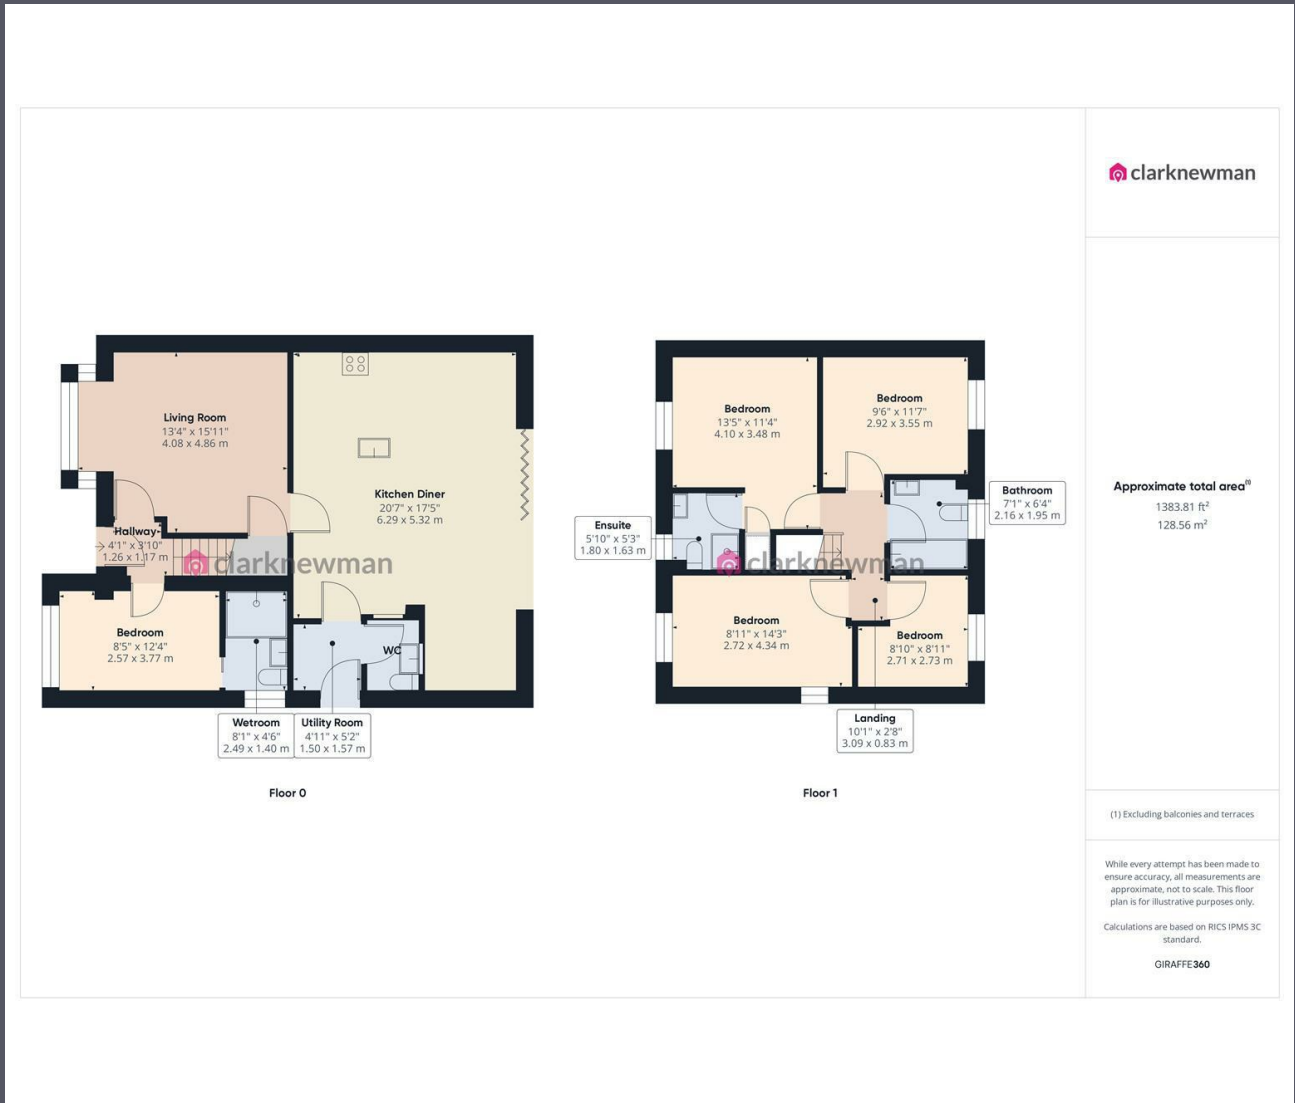 clarknewman
Living Room
13'4" x 15'11"
4.08 x 4.86 m
Kitchen Diner
20'7" x 17'5"
6.29 x 5.32 m
Hallway
4'1" x 3'10"
1.26 x 1.17 m
clarknewman
Bedroom
8'5" x 12'4"
2.57 x 3.77 m
WC
Wetroom
8'1" x 4'6"
2.49 x 1.40 m
Utility Room
4'11" x 5'2"
1.50 x 1.57 m
Floor 0
Bedroom
13'5" x 11'4"
4.10 x 3.48 m
Bedroom
9'6" x 11'7"
2.92 x 3.55 m
Ensuite
5'10" x 5'3"
1.80 x 1.63 m
Bathroom
7'1" x 6'4"
2.16 x 1.95 m
clarknewman
Bedroom
8'11" x 14'3"
2.72 x 4.34 m
Bedroom
8'10" x 8'11"
2.71 x 2.73 m
Landing
10'1" x 2'8"
3.09 x 0.83 m
Floor 1
Approximate total area(1)
1383.81 ft²
128.56 m²
(1) Excluding balconies and terraces
While every attempt has been made to
ensure accuracy, all measurements are
approximate, not to scale. This floor
plan is for illustrative purposes only.
Calculations are based on RICS IPMS 3C
standard.
GIRAFFE360